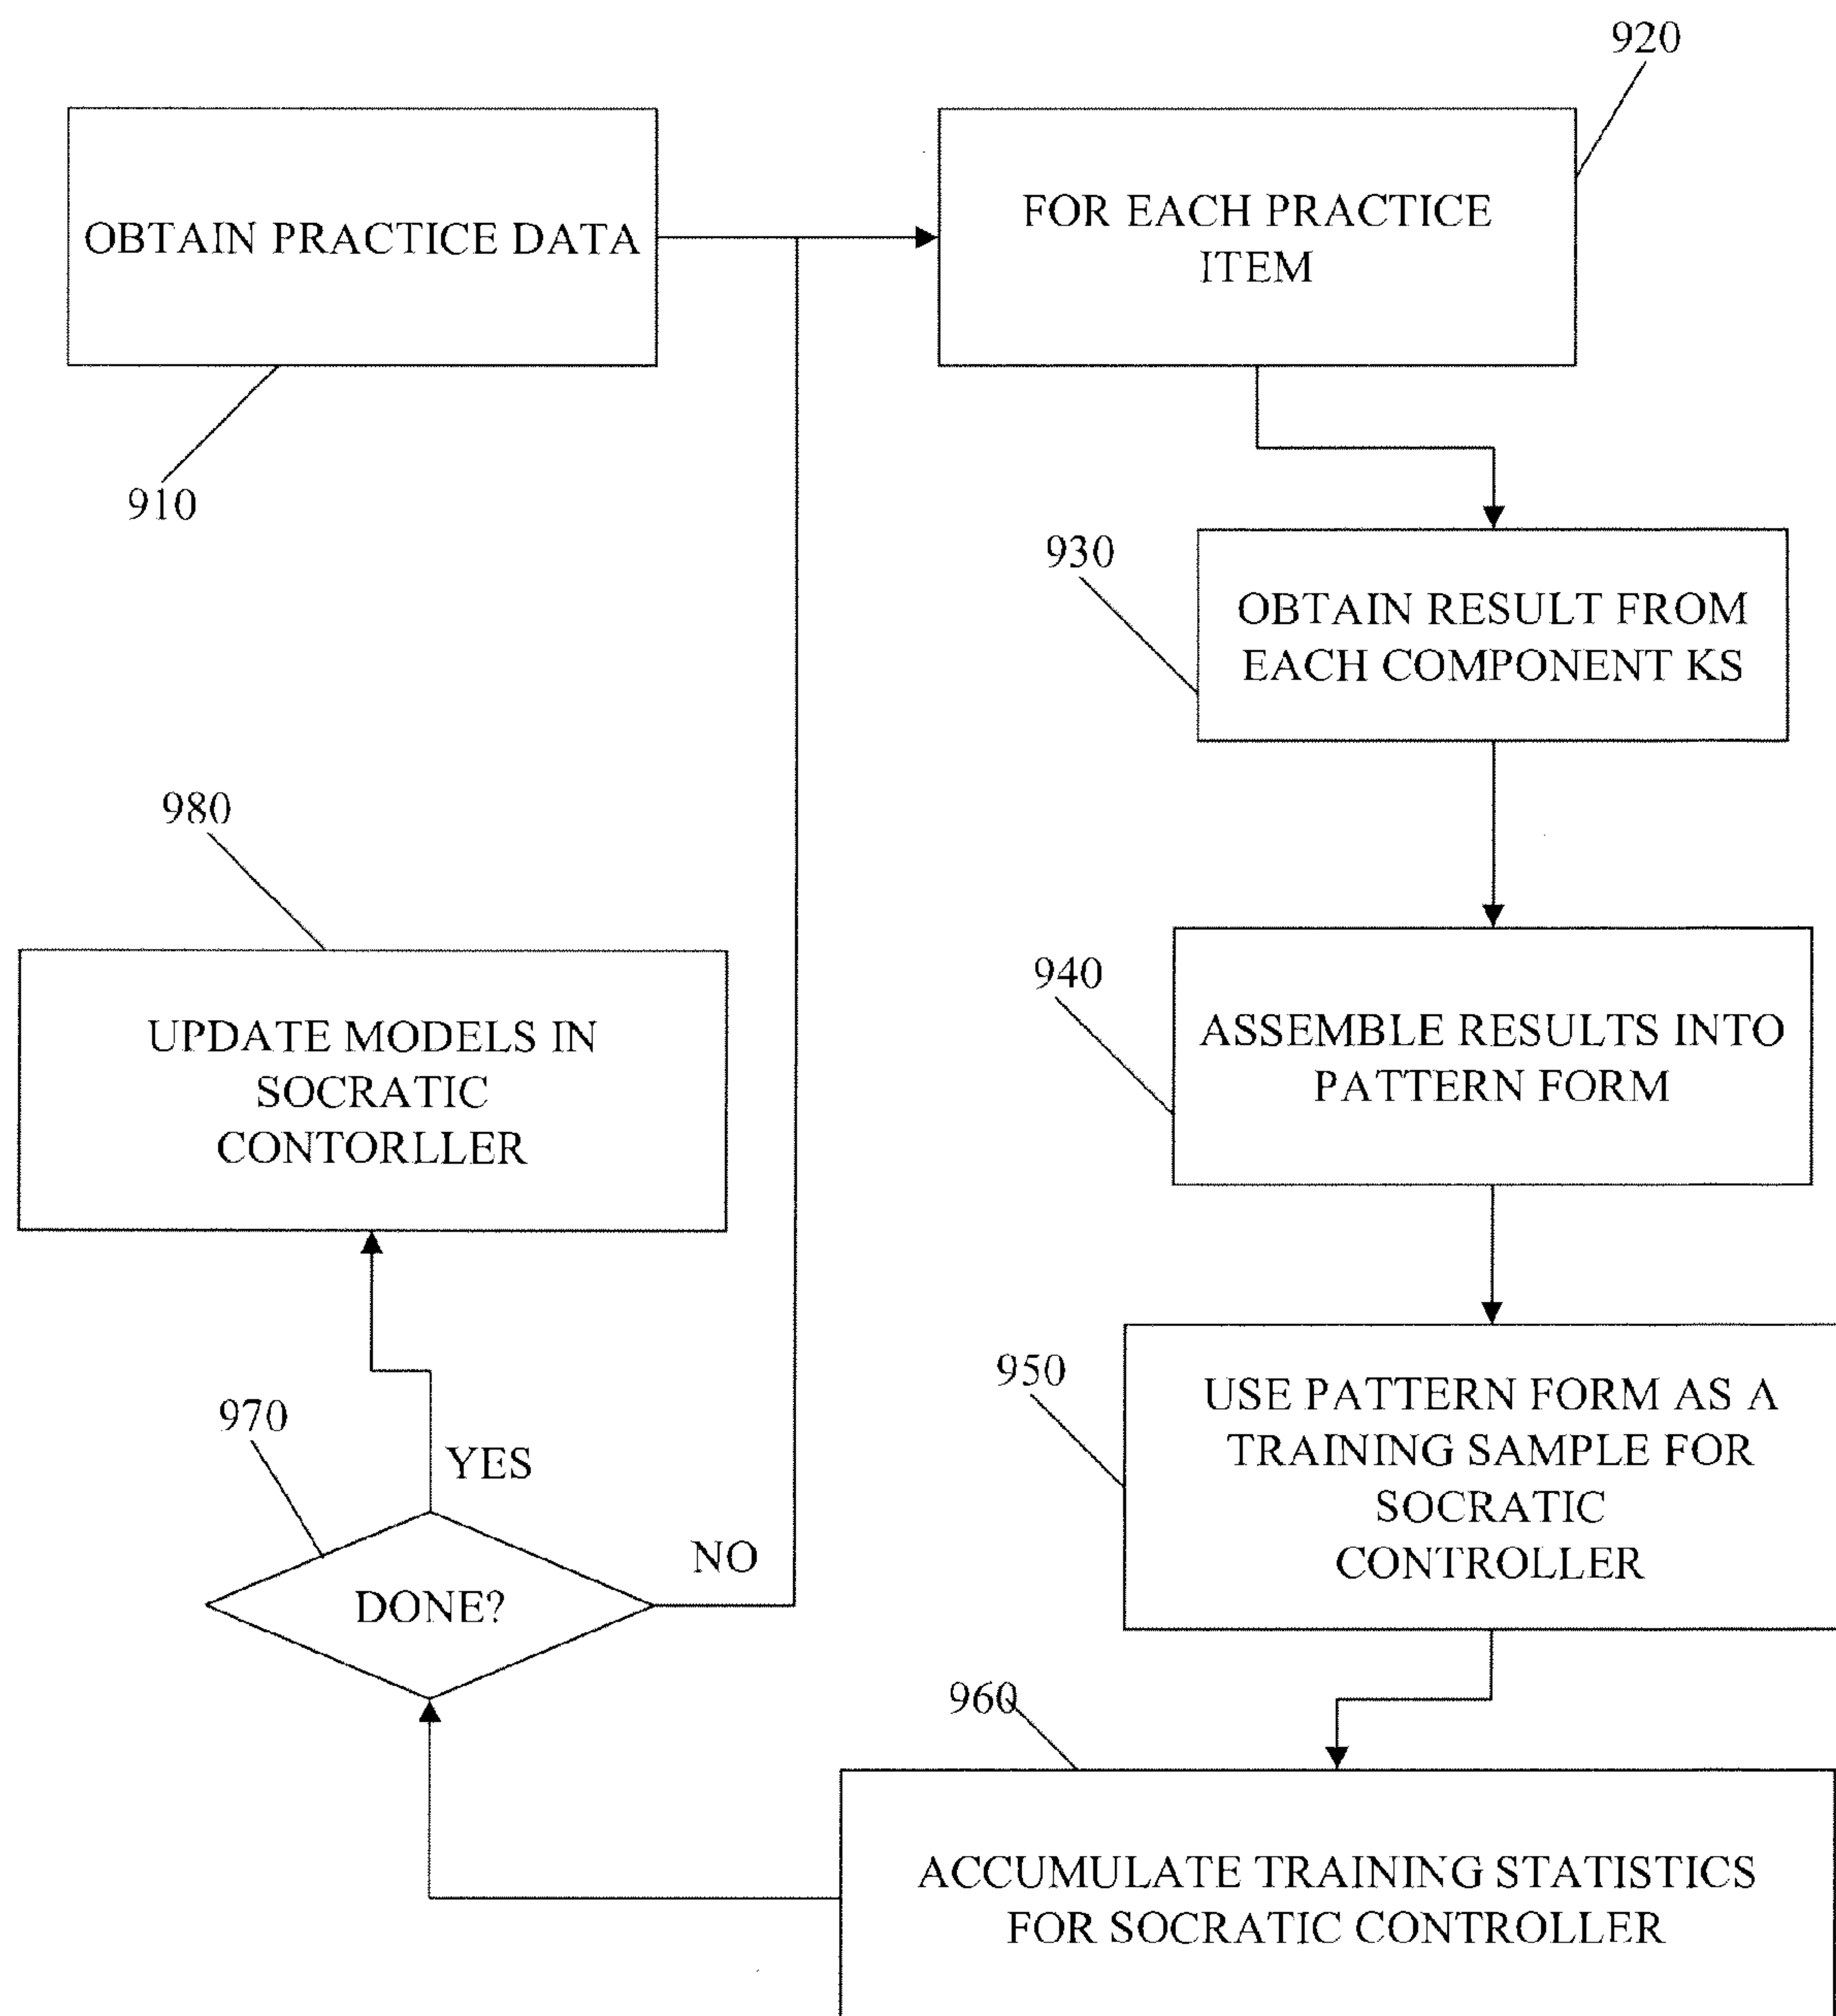 920
OBTAIN PRACTICE DATA
FOR EACH PRACTICE
ITEM
910
930
OBTAIN RESULT FROM
EACH COMPONENT KS
980
940
UPDATE MODELS IN
SOCRATIC
CONTORLLER
ASSEMBLE RESULTS INTO
PATTERN FORM
970
YES
NO
DONE?
950
USE PATTERN FORM AS A
TRAINING SAMPLE FOR
SOCRATIC
CONTROLLER
960
ACCUMULATE TRAINING STATISTICS
FOR SOCRATIC CONTROLLER